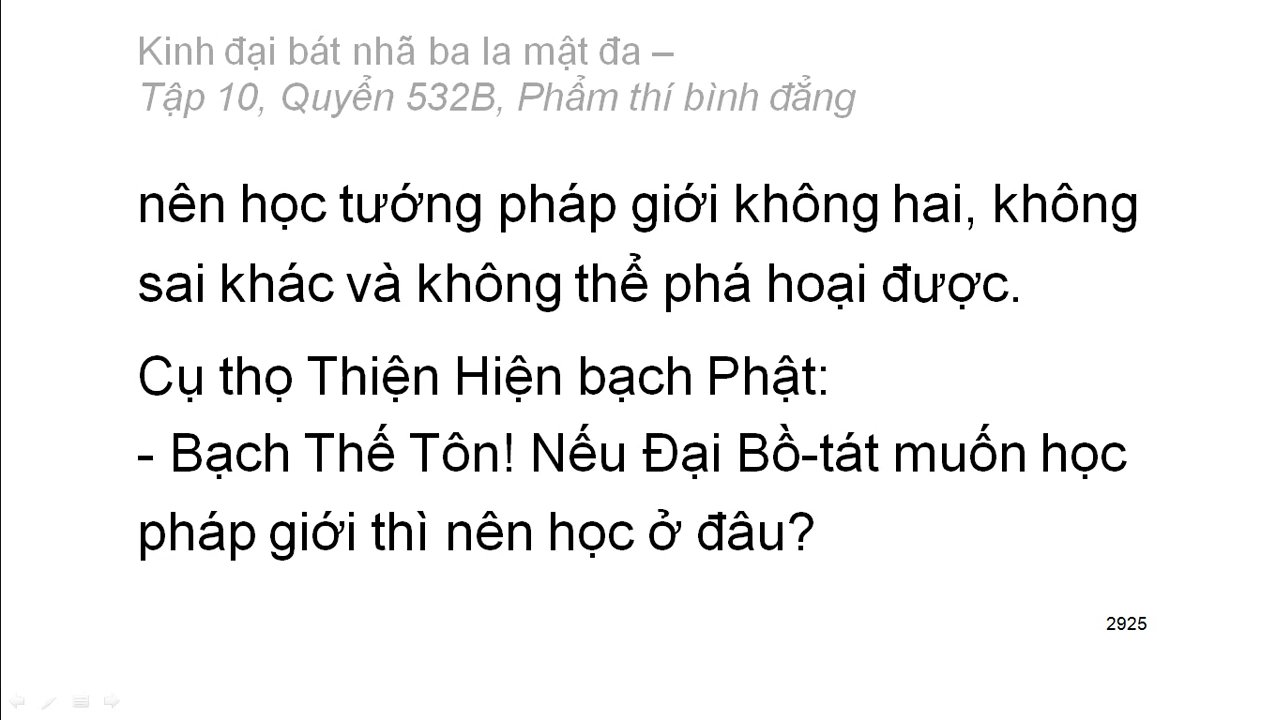 Kinh đại bát nhã ba la mật đa –
Tập 10, Quyển 532B, Phẩm thí bình đẳng
nên học tướng pháp giới không hai, không
sai khác và không thể phá hoại được.
Cụ thọ Thiện Hiện bạch Phật:
- Bạch Thế Tôn! Nếu Đại Bồ-tát muốn học
pháp giới thì nên học ở đâu?
2925